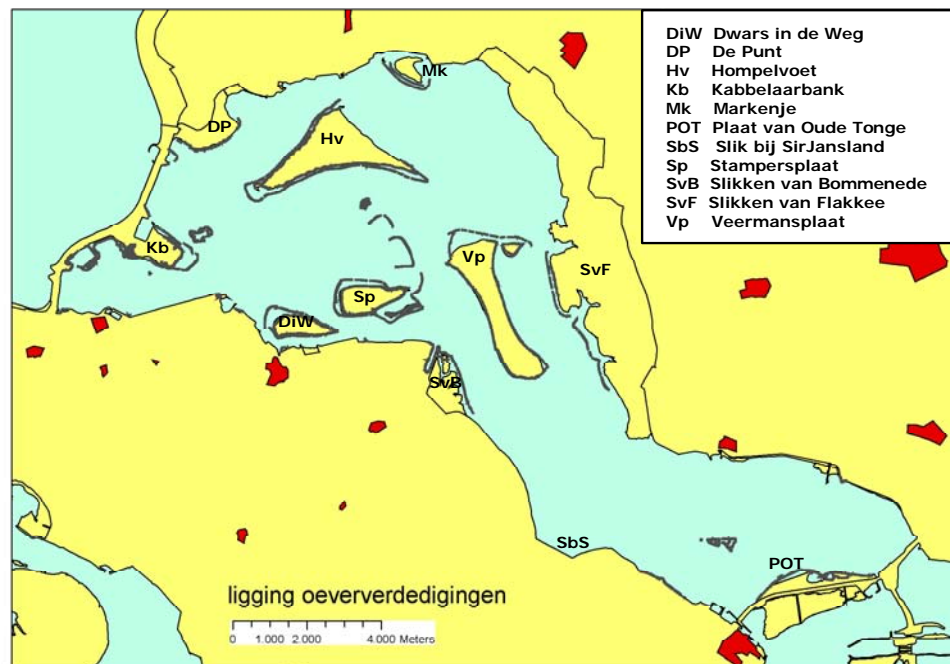 DiW Dwars in de Weg
DP De Punt
Hv Hompelvoet
Kb Kabbelaarbank
Mk Markenje
POT Plaat van Oude Tonge
SbS Slik bij SirJansland
Sp Stampersplaat
SvB Slikken van Bommenede
SvF Slikken van Flakkee
Vp Veermansplaat
Mk
DP
Hv
Kb
Vp
SvF
Sp
DiW
SvB
SbS
POT
ligging oeververdedigingen
0 1.000 2.000 4.000 Meters